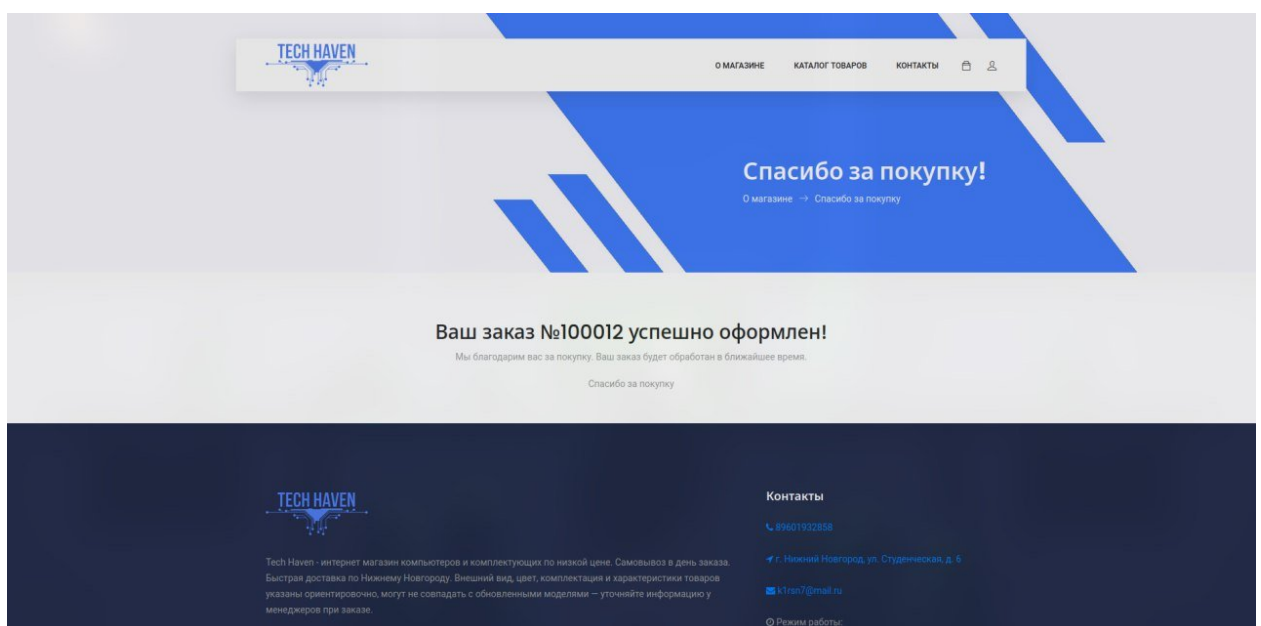 TECH HAVEN
О МАГАЗИНЕ КАТАЛОГ ТОВАРОВ КОНТАКТЫ
Спасибо за покупку!
О магазине → Спасибо за покупку
Ваш заказ №100012 успешно оформлен!
Мы благодарим вас за покупку. Ваш заказ будет обработан в ближайшее время.
Спасибо за покупку
TECH HAVEN
Tech Haven - интернет магазин компьютеров и комплектующих по низкой цене. Самовывоз в день заказа.
Быстрая доставка по Нижнему Новгороду. Внешний вид, цвет, комплектация и характеристики товаров
указаны ориентировочно, могут не совпадать с обновленными моделями — уточняйте информацию у
менеджеров при заказе.
Контакты
89601932858
г. Нижний Новгород, ул. Студенческая, д. 6
k1rsn7@mail.ru
Режим работы: